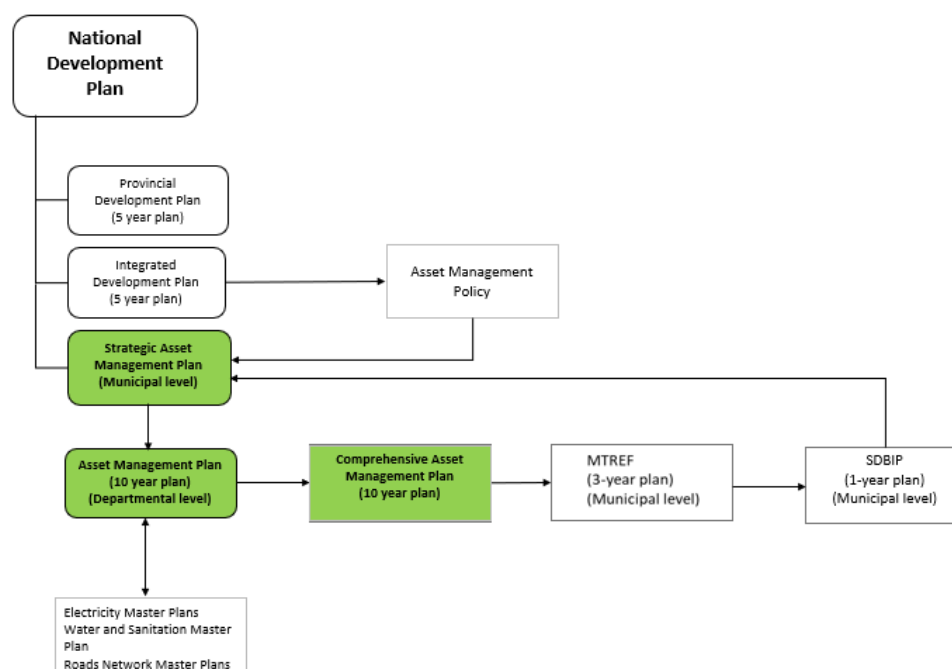 National
Development
Plan
Provincial
Development Plan
(5 year plan)
Integrated
Development Plan
(5 year plan)
Asset Management
Policy
Strategic Asset
Management Plan
(Municipal level)
Asset Management Plan
(10 year plan)
(Departmental level)
Comprehensive Asset
Management Plan
(10 year plan)
MTREF
(3-year plan)
(Municipal level)
SDBIP
(1-year plan)
(Municipal level)
Electricity Master Plans
Water and Sanitation Master
Plan
Roads Network Master Plans